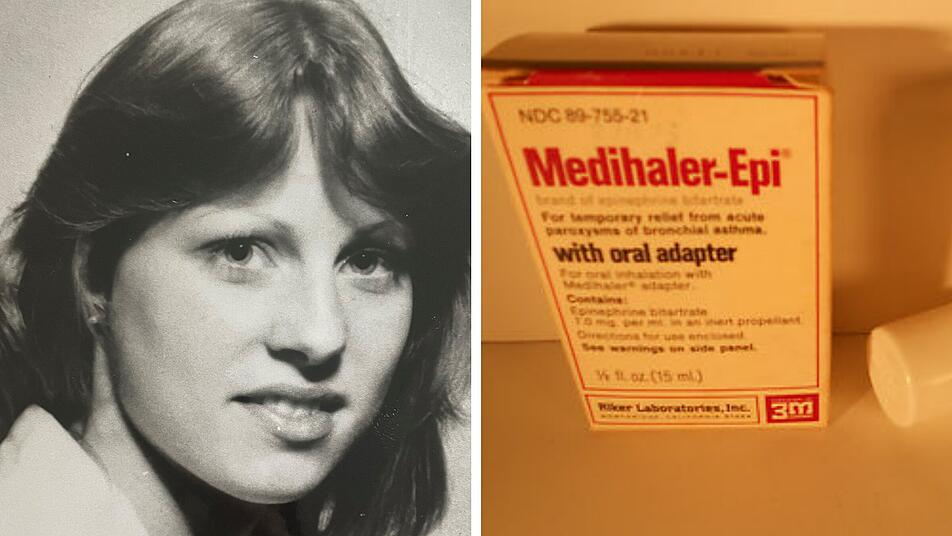 NDC 89-755-21
Medihaler-Epi®
brand of epinephrine bitartrate
For temporary relief from acute
paroxysms of bronchial asthma.
with oral adapter
For oral inhalation with
Medihaler® adapter.
Contains:
Epinephrine bitartrate
7.0 mg. per ml. in an inert propellant.
Directions for use enclosed.
See warnings on side panel.
½ fl. oz. (15 ml.)
Riker Laboratories, Inc.
3M